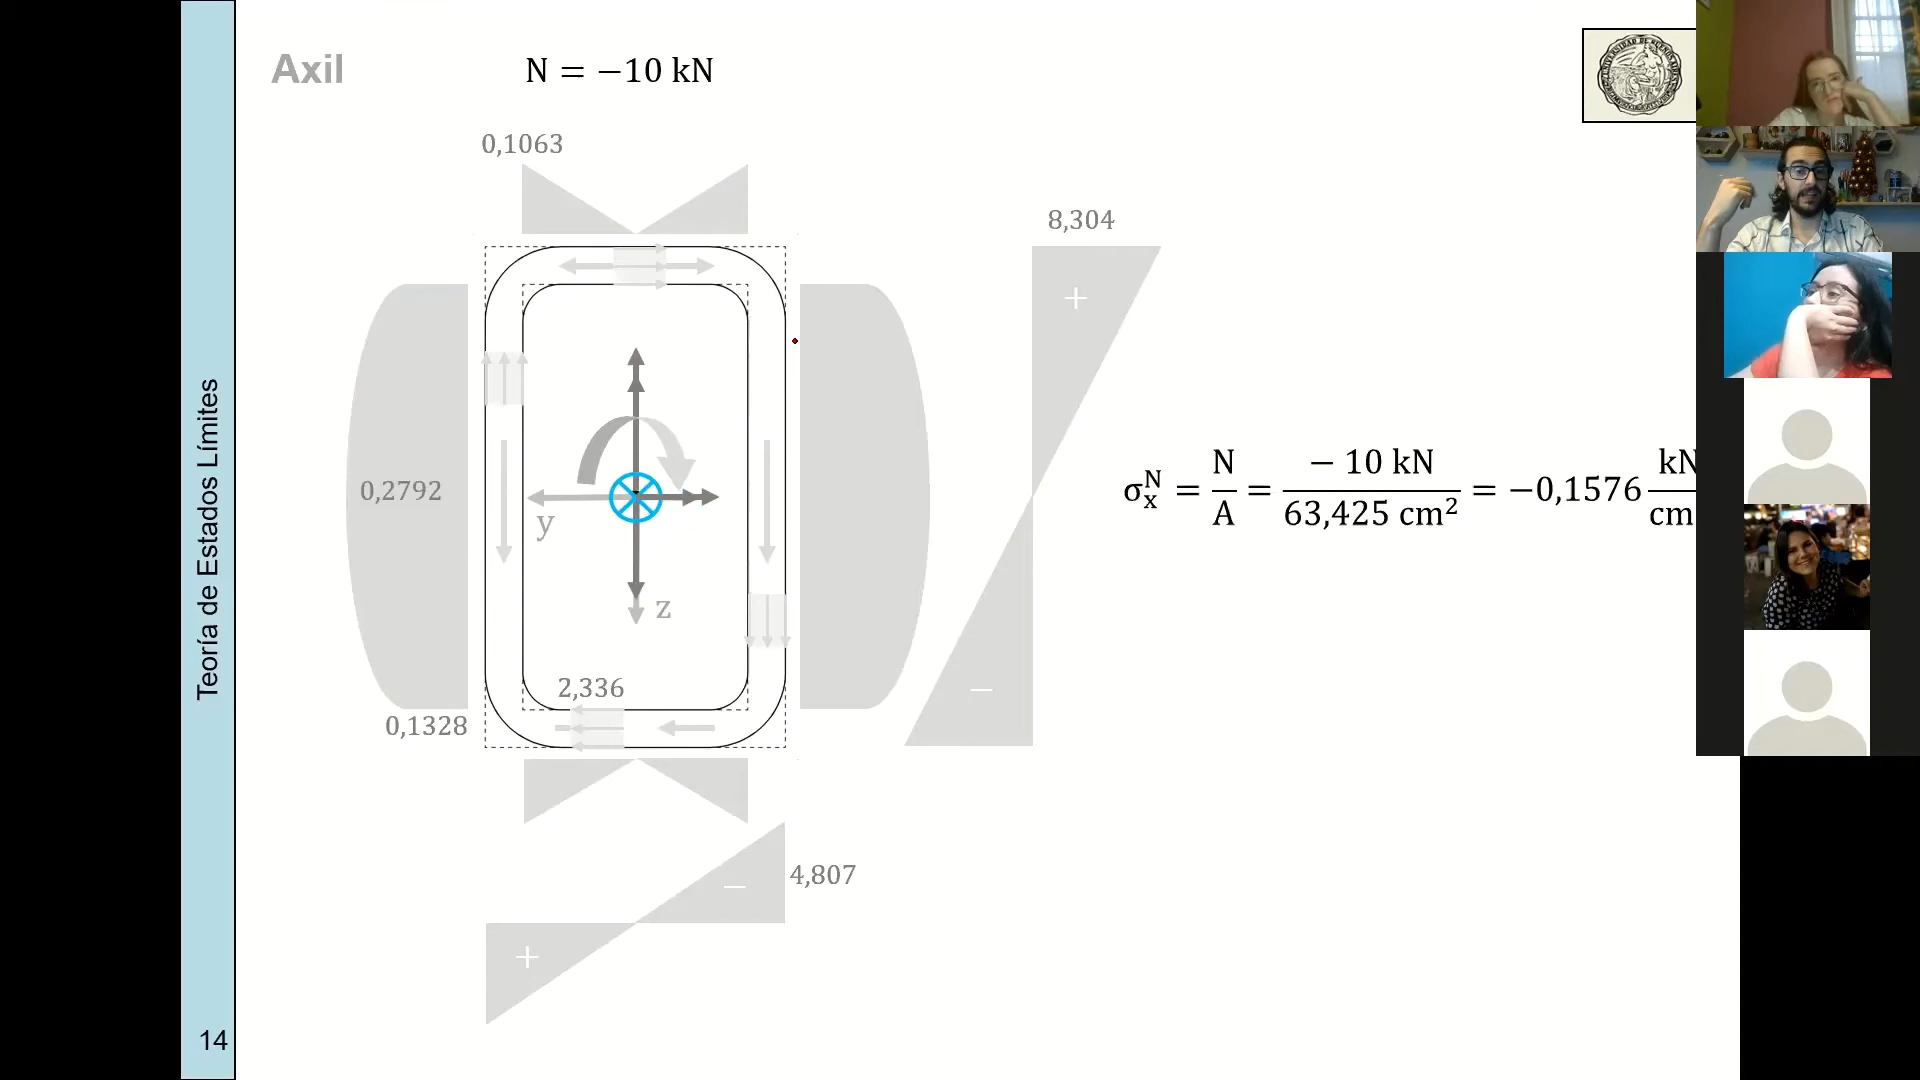 Axil
N = −10 kN
0,1063
8,304
+
σₓᴺ = N/A = − 10 kN/63,425 cm² = −0,1576 kN/cm
0,2792
y
z
−
2,336
0,1328
4,807
−
+
Teoría de Estados Límites
14